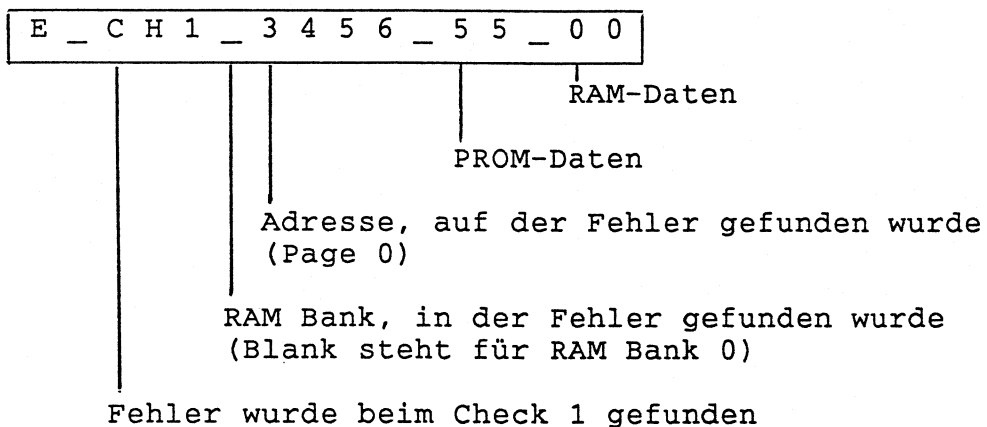 E _ C H 1 _ 3 4 5 6 _ 5 5 _ 0 0
RAM-Daten
PROM-Daten
Adresse, auf der Fehler gefunden wurde
(Page 0)
RAM Bank, in der Fehler gefunden wurde
(Blank steht für RAM Bank 0)
Fehler wurde beim Check 1 gefunden